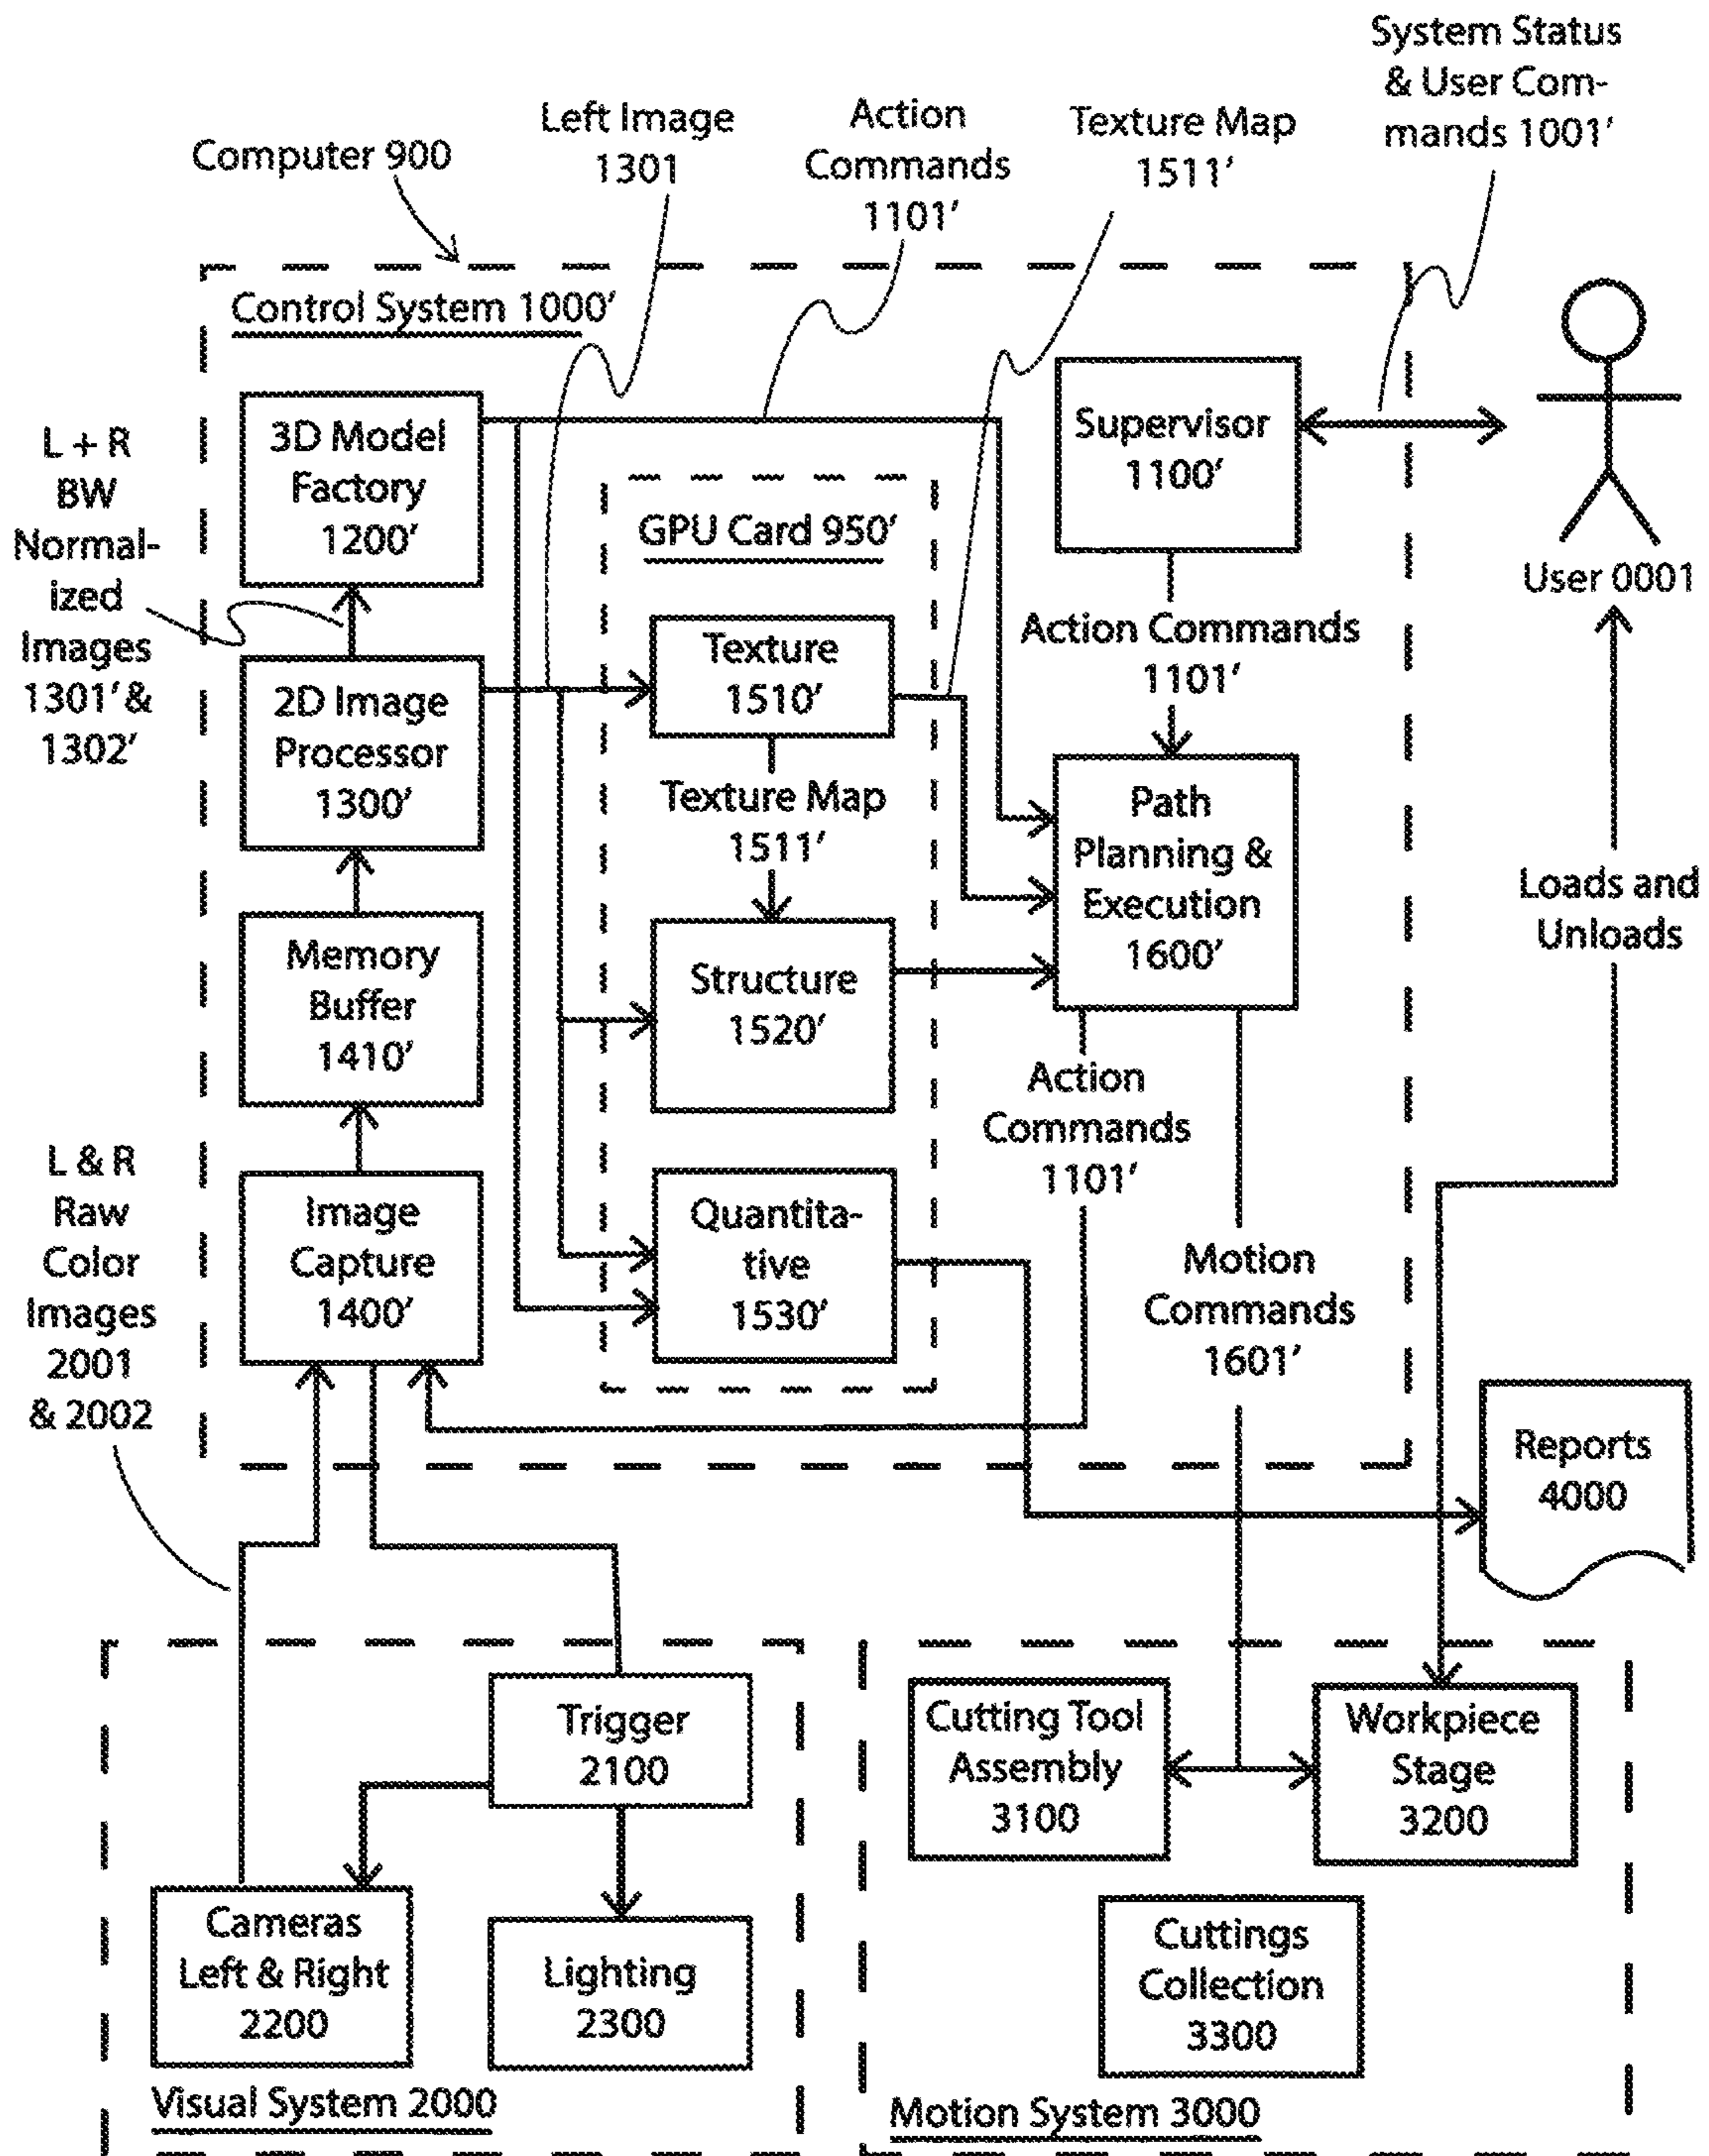 System Status
& User Com-
mands 1001′
Left Image
1301
Action
Commands
1101′
Texture Map
1511′
Computer 900
Control System 1000′
3D Model
Factory
1200′
L + R
BW
Normal-
ized
Images
1301′ &
1302′
GPU Card 950′
Supervisor
1100′
User 0001
Texture
1510′
Action Commands
1101′
2D Image
Processor
1300′
Texture Map
1511′
Path
Planning &
Execution
1600′
Loads and
Unloads
Memory
Buffer
1410′
Structure
1520′
Action
Commands
1101′
L & R
Raw
Color
Images
2001
& 2002
Image
Capture
1400′
Quantita-
tive
1530′
Motion
Commands
1601′
Reports
4000
Trigger
2100
Cutting Tool
Assembly
3100
Workpiece
Stage
3200
Cameras
Left & Right
2200
Lighting
2300
Cuttings
Collection
3300
Visual System 2000
Motion System 3000